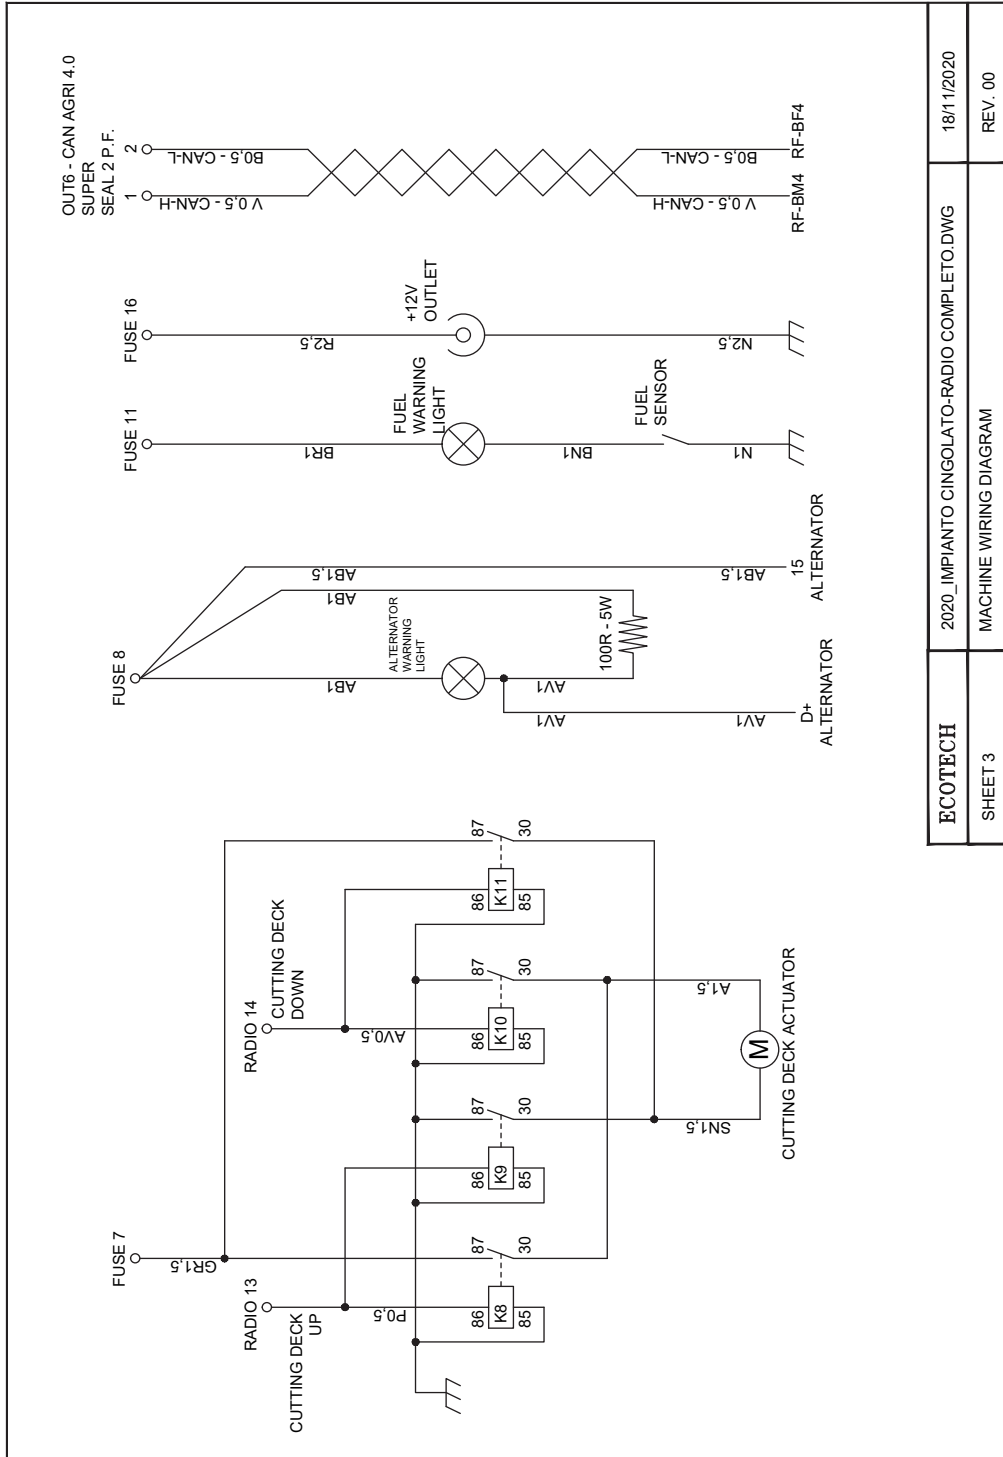 OUT6 - CAN AGRI 4.0
SUPER
SEAL 2 P.F.
1
2
V 0,5 - CAN-H
B0,5 - CAN-L
V 0,5 - CAN-H
B0,5 - CAN-L
RF-BM4
RF-BF4
FUSE 16
R2,5
+12V
OUTLET
N2,5
FUSE 11
BR1
FUEL
WARNING
LIGHT
BN1
FUEL
SENSOR
N1
FUSE 8
AB1,5
AB1
AB1
ALTERNATOR
WARNING
LIGHT
AV1
AV1
100R - 5W
AB1,5
AV1
15
ALTERNATOR
D+
ALTERNATOR
FUSE 7
GR1,5
RADIO 13
CUTTING DECK
UP
P0,5
RADIO 14
CUTTING DECK
DOWN
AV0,5
86
K8
85
87
30
86
K9
85
87
30
86
K10
85
87
30
86
K11
85
87
30
SN1,5
A1,5
M
CUTTING DECK ACTUATOR
ECOTECH
2020_IMPIANTO CINGOLATO-RADIO COMPLETO.DWG
18/11/2020
SHEET 3
MACHINE WIRING DIAGRAM
REV. 00